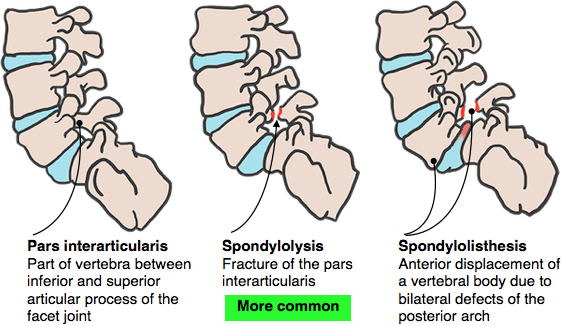 Pars interarticularis
Part of vertebra between
inferior and superior
articular process of the
facet joint
Spondylolysis
Fracture of the pars
interarticularis
More common
Spondylolisthesis
Anterior displacement of
a vertebral body due to
bilateral defects of the
posterior arch